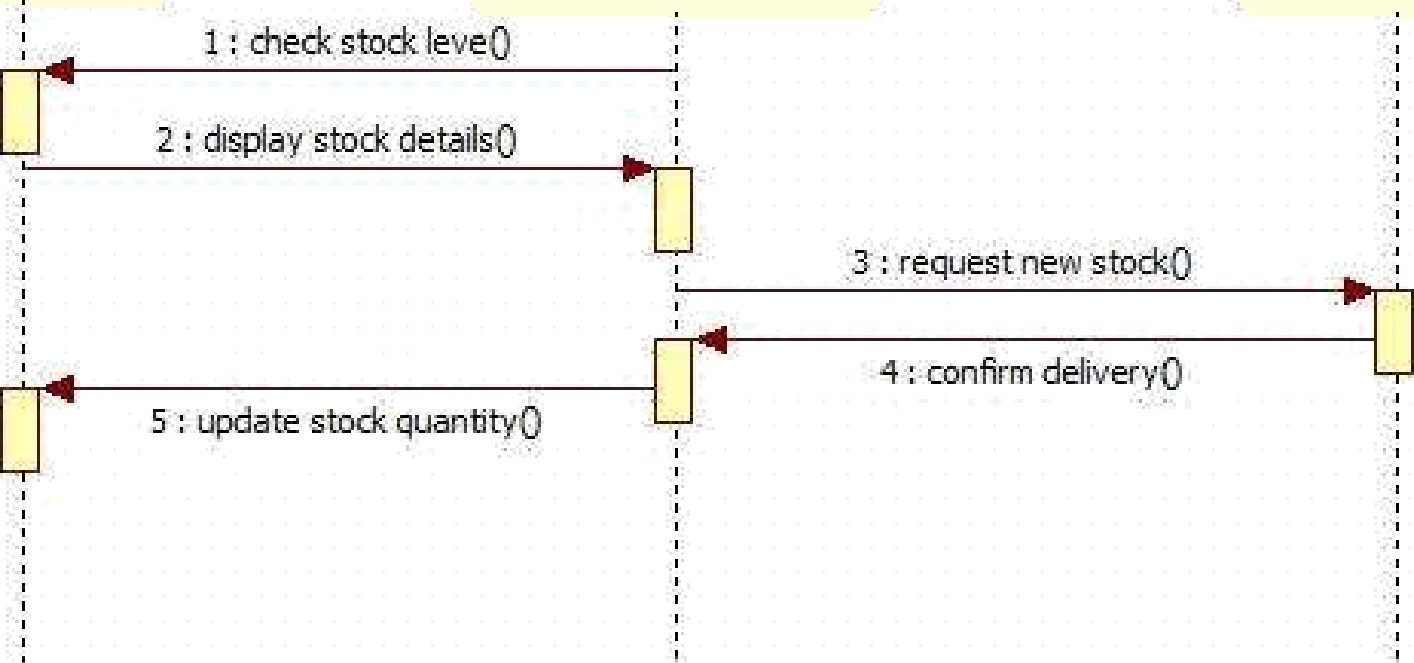 1 : check stock leve()
2 : display stock details()
3 : request new stock()
4 : confirm delivery()
5 : update stock quantity()